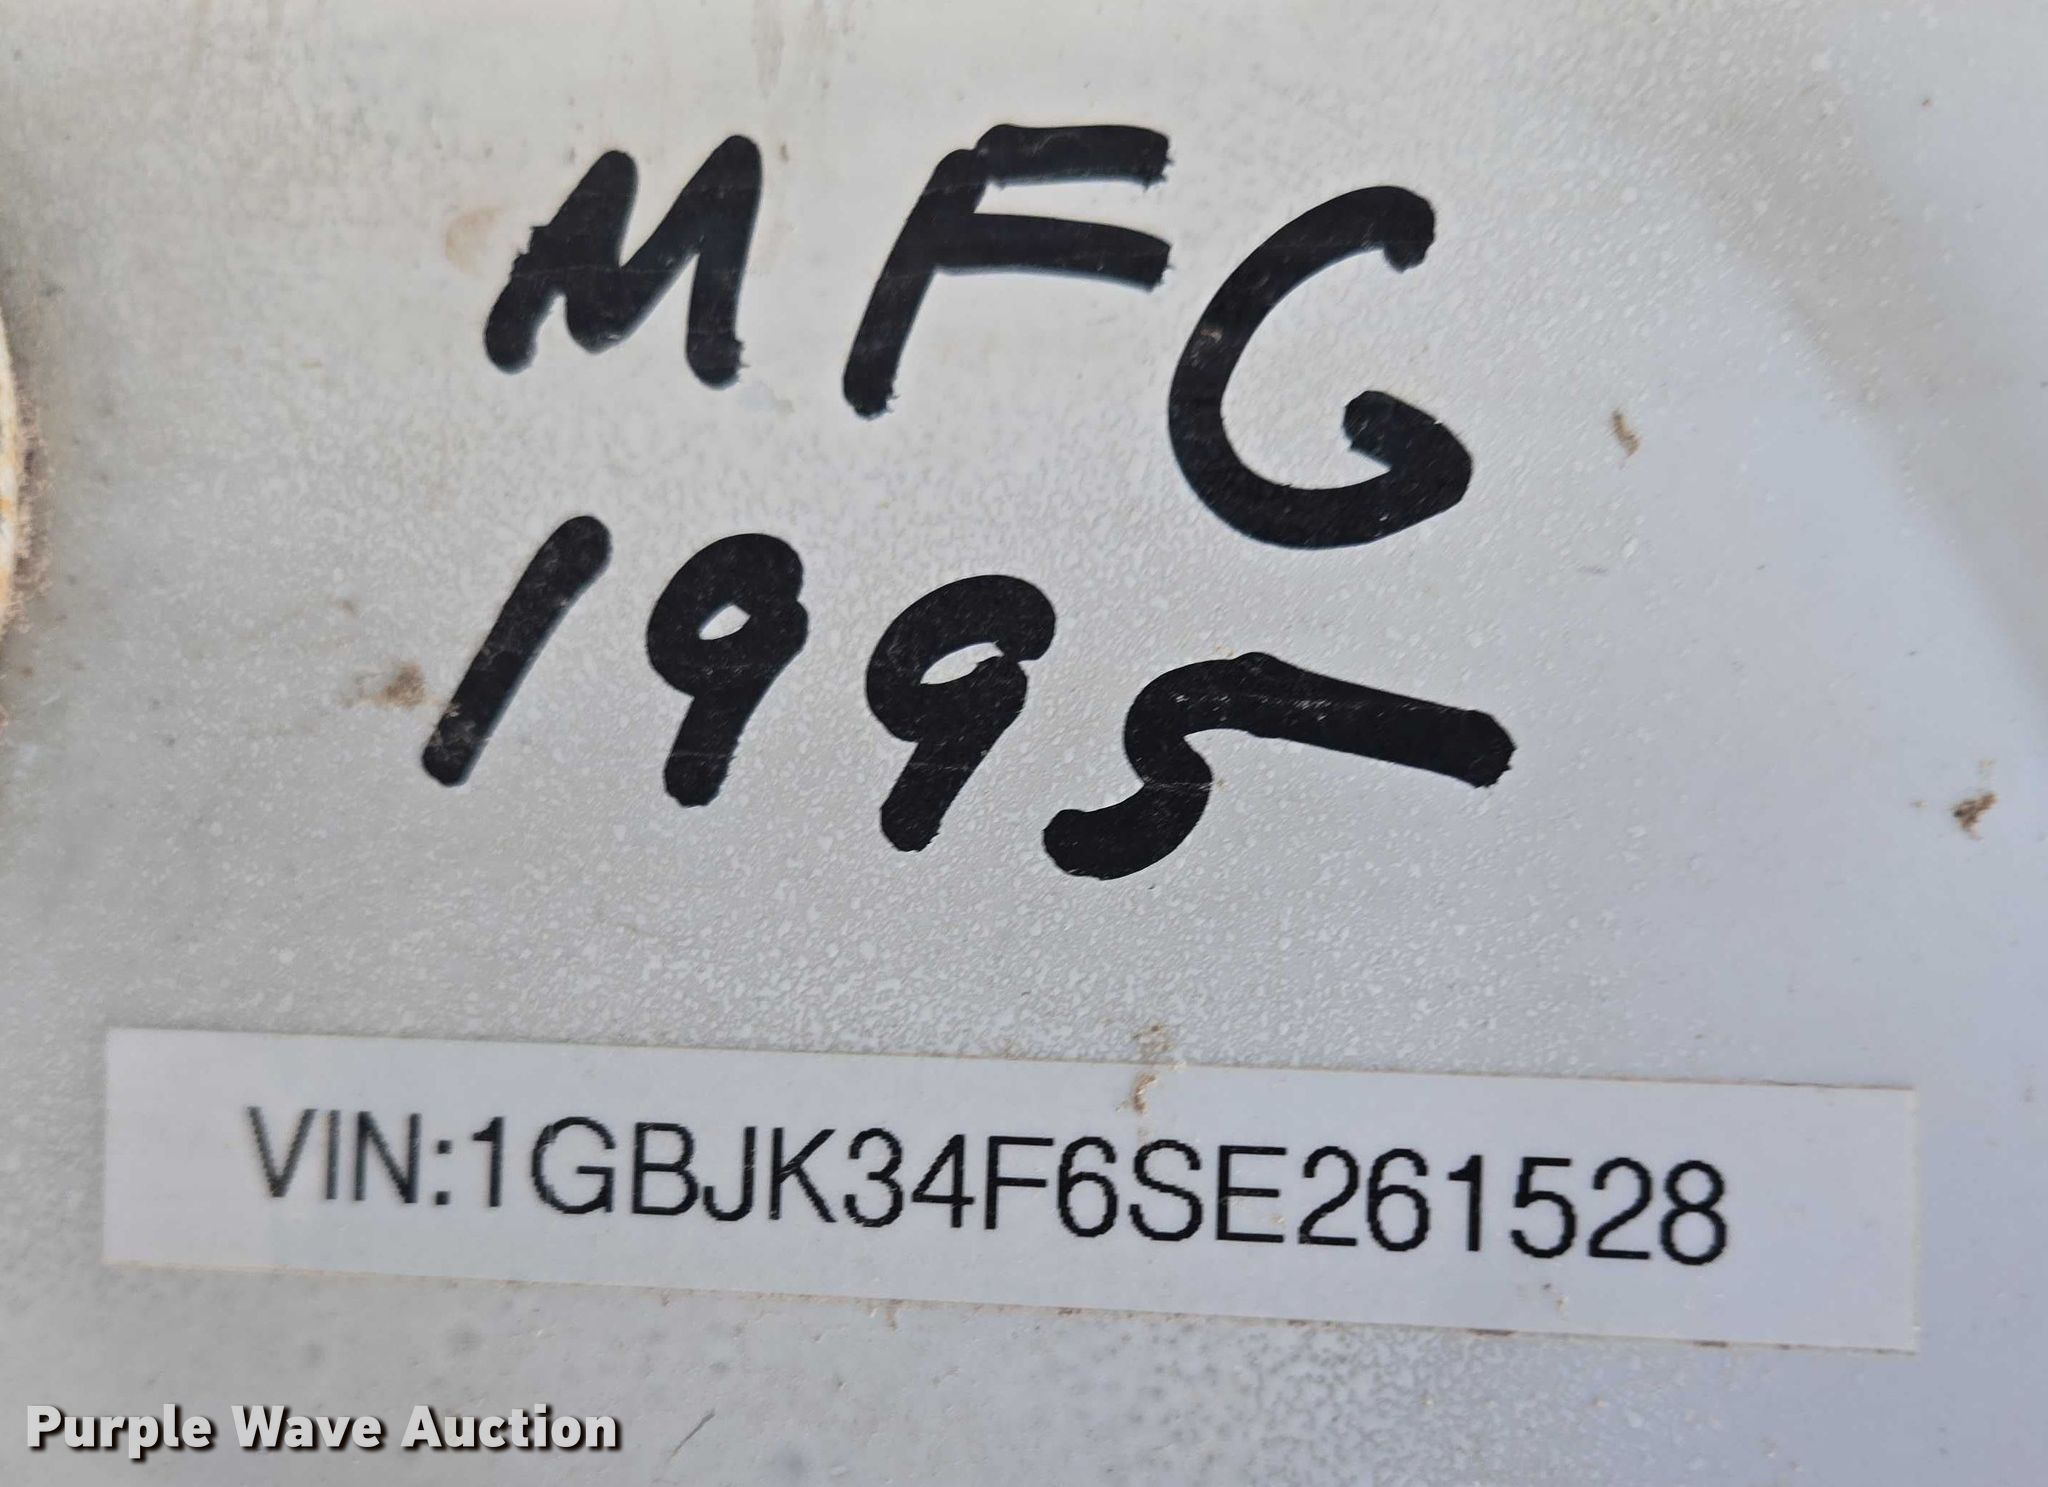 MFG
1995
VIN:1GBJK34F6SE261528
Purple Wave Auction